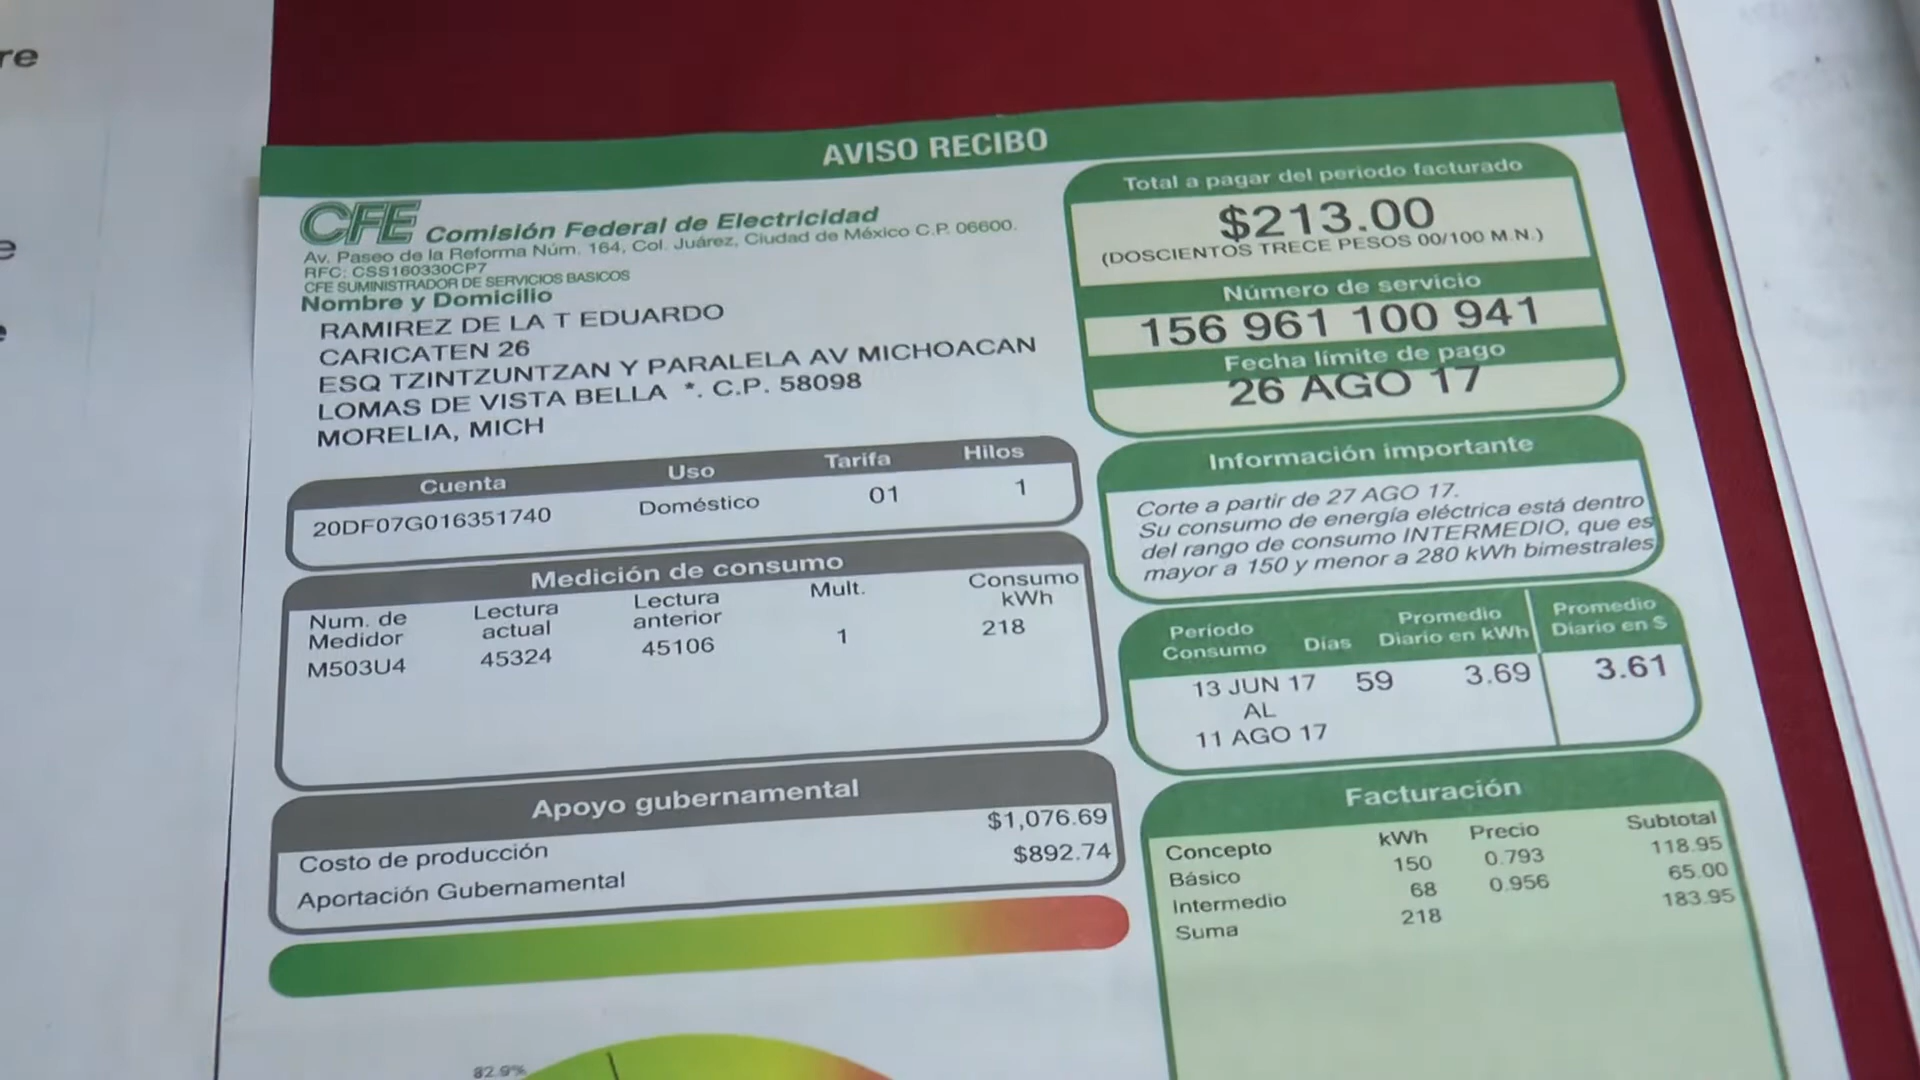 re
e
e
AVISO RECIBO
CFE Comisión Federal de Electricidad
Av. Paseo de la Reforma Núm. 164, Col. Juárez, Ciudad de México C.P. 06600.
RFC: CSS160330CP7
CFE SUMINISTRADOR DE SERVICIOS BASICOS
Nombre y Domicilio
RAMIREZ DE LA T EDUARDO
CARICATEN 26
ESQ TZINTZUNTZAN Y PARALELA AV MICHOACAN
LOMAS DE VISTA BELLA *. C.P. 58098
MORELIA, MICH
Total a pagar del periodo facturado
$213.00
(DOSCIENTOS TRECE PESOS 00/100 M.N.)
Número de servicio
156 961 100 941
Fecha límite de pago
26 AGO 17
Cuenta Uso Tarifa Hilos
20DF07G016351740 Doméstico 01 1
Información importante
Corte a partir de 27 AGO 17.
Su consumo de energía eléctrica está dentro
del rango de consumo INTERMEDIO, que es
mayor a 150 y menor a 280 kWh bimestrales
Medición de consumo
Num. de Lectura Lectura Mult. Consumo
Medidor actual anterior kWh
M503U4 45324 45106 1 218
Período Promedio Promedio
Consumo Días Diario en kWh Diario en $
13 JUN 17 59 3.69 3.61
AL
11 AGO 17
Apoyo gubernamental
Costo de producción $1,076.69
Aportación Gubernamental $892.74
Facturación
Concepto kWh Precio Subtotal
Básico 150 0.793 118.95
Intermedio 68 0.956 65.00
Suma 218 183.95
82.9%